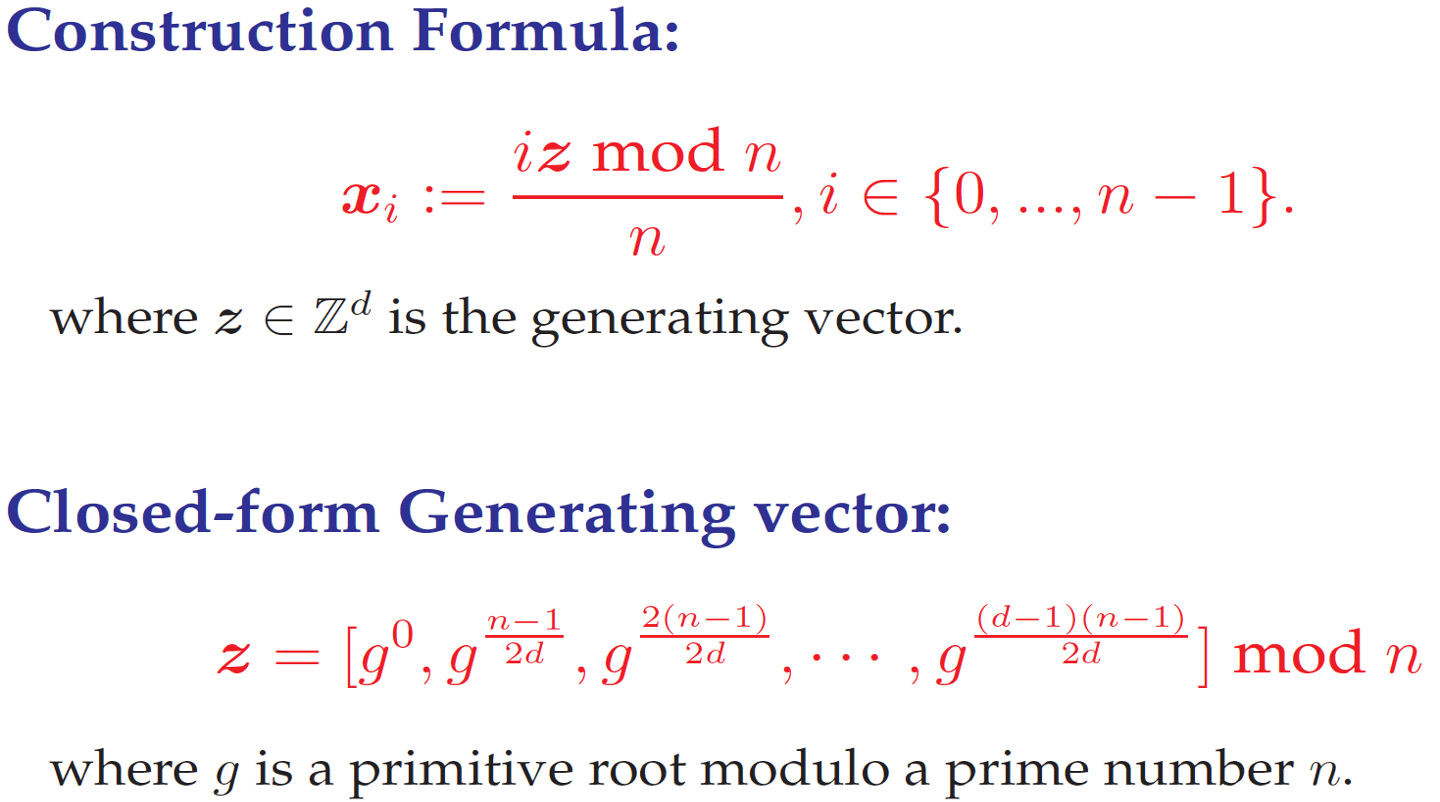 Construction Formula:
$\boldsymbol{x}_i := \frac{i\boldsymbol{z} \bmod n}{n}, i \in \{0, ..., n-1\}.$
where $\boldsymbol{z} \in \mathbb{Z}^d$ is the generating vector.
Closed-form Generating vector:
$\boldsymbol{z} = [g^0, g^{\frac{n-1}{2d}}, g^{\frac{2(n-1)}{2d}}, \cdots, g^{\frac{(d-1)(n-1)}{2d}}] \bmod n$
where $g$ is a primitive root modulo a prime number $n$.